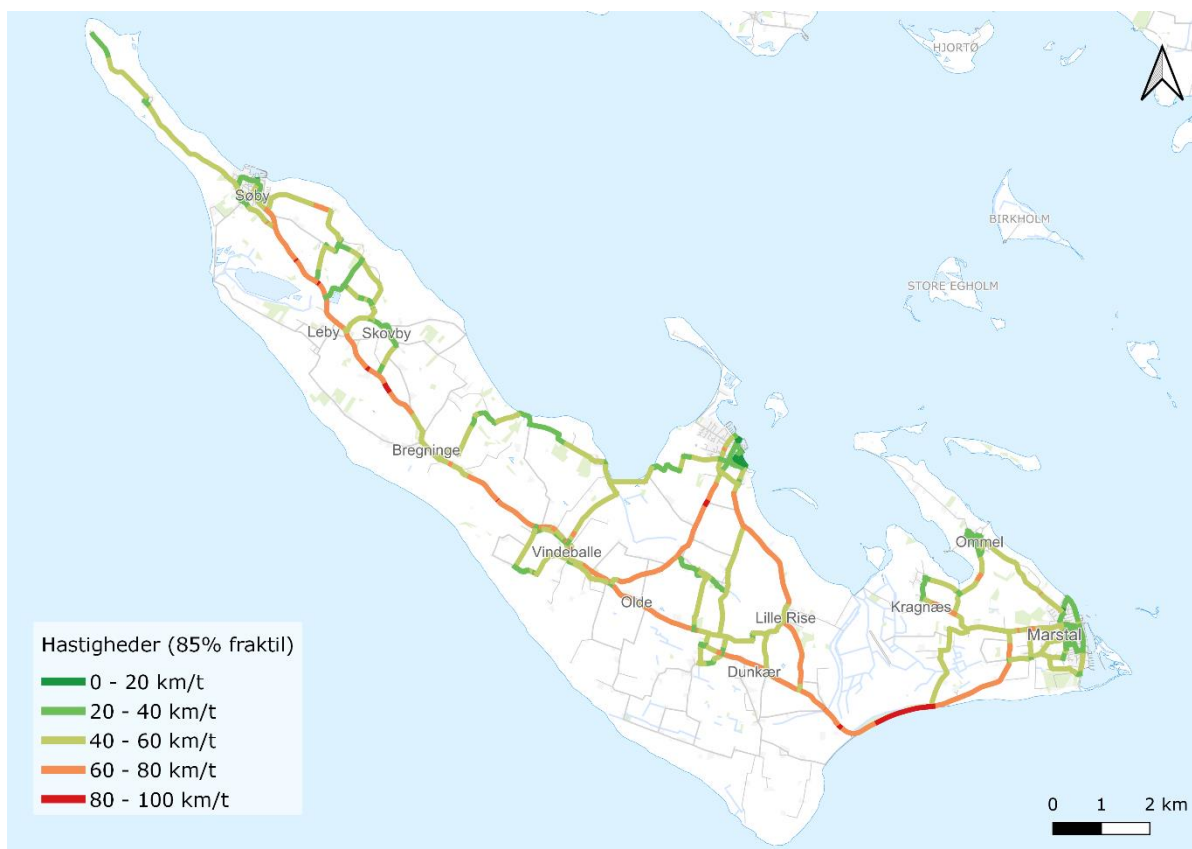 HJORTØ
Søby
BIRKHOLM
STORE EGHOLM
Leby
Skovby
Bregninge
Ommel
Vindeballe
Olde
Kragnæs
Lille Rise
Marstal
Dunkær
Hastigheder (85% fraktil)
0 - 20 km/t
20 - 40 km/t
40 - 60 km/t
60 - 80 km/t
80 - 100 km/t
0 1 2 km